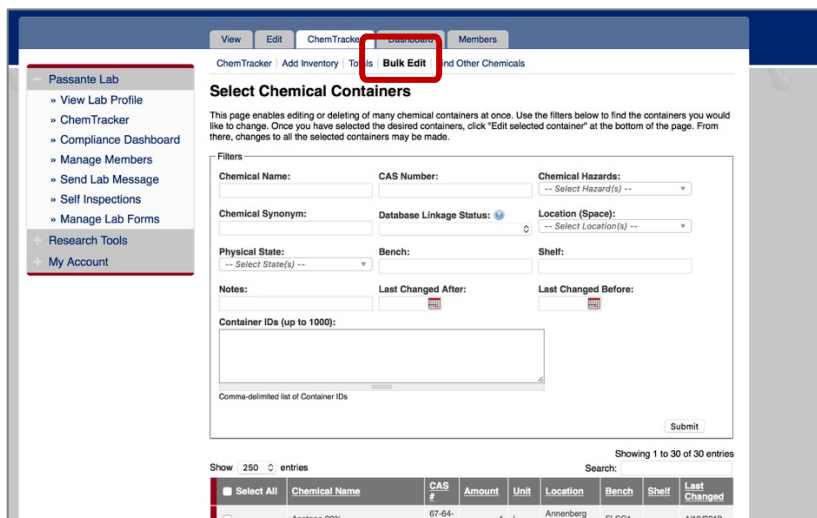 View Edit ChemTracker Dashboard Members
ChemTracker Add Inventory Totals Bulk Edit Find Other Chemicals
Passante Lab
» View Lab Profile
» ChemTracker
» Compliance Dashboard
» Manage Members
» Send Lab Message
» Self Inspections
» Manage Lab Forms
Research Tools
My Account
Select Chemical Containers
This page enables editing or deleting of many chemical containers at once. Use the filters below to find the containers you would
like to change. Once you have selected the desired containers, click "Edit selected container" at the bottom of the page. From
there, changes to all the selected containers may be made.
Filters
Chemical Name: CAS Number: Chemical Hazards:
-- Select Hazard(s) --
Chemical Synonym: Database Linkage Status: Location (Space):
-- Select Location(s) --
Physical State: Bench: Shelf:
-- Select State(s) --
Notes: Last Changed After: Last Changed Before:
Container IDs (up to 1000):
Comma-delimited list of Container IDs
Submit
Showing 1 to 30 of 30 entries
Show 250 entries Search:
Select All Chemical Name CAS # Amount Unit Location Bench Shelf Last Changed
67-64- Annenberg